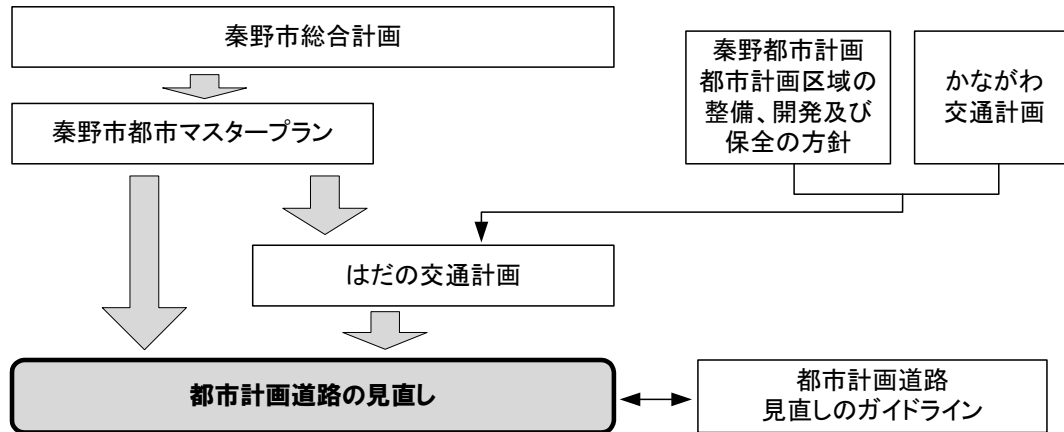 秦野市総合計画
秦野都市計画
都市計画区域の
整備、開発及び
保全の方針
かながわ
交通計画
秦野市都市マスタープラン
はだの交通計画
都市計画道路の見直し
都市計画道路
見直しのガイドライン